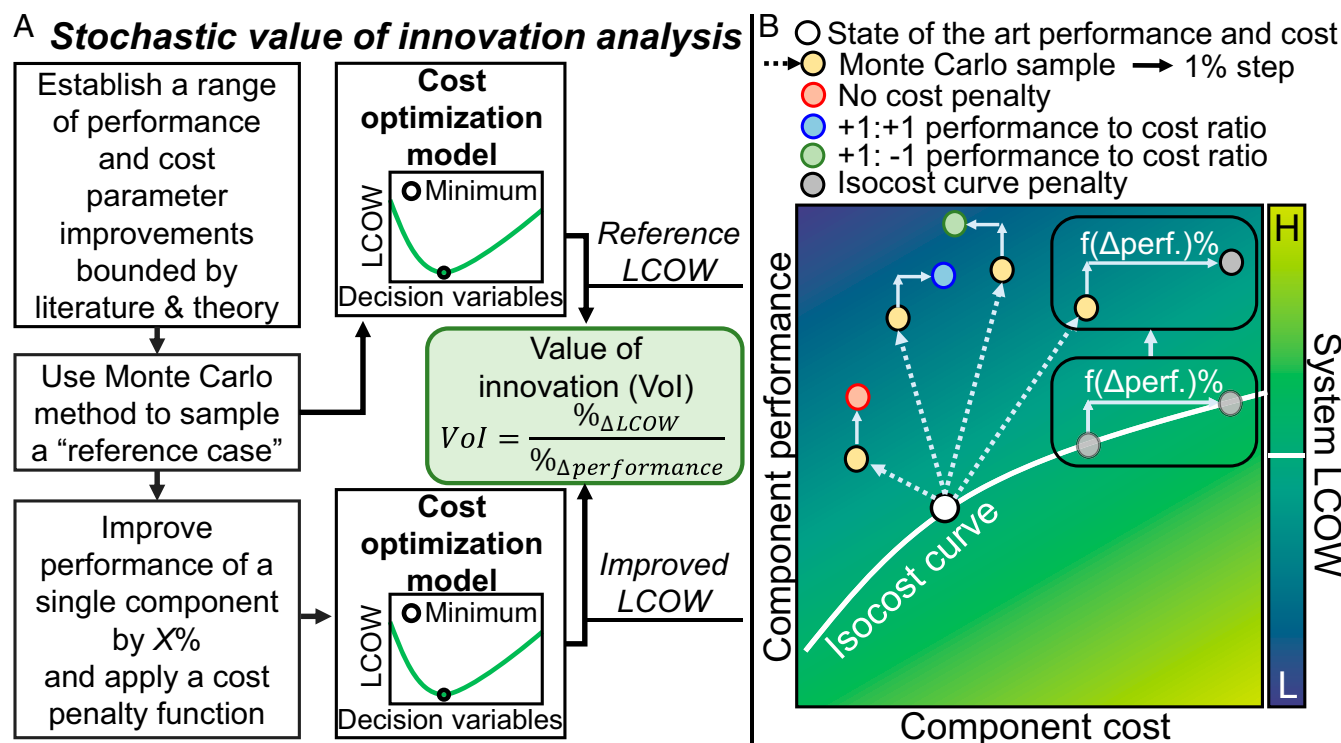 A Stochastic value of innovation analysis
Establish a range
of performance
and cost
parameter
improvements
bounded by
literature & theory
Use Monte Carlo
method to sample
a “reference case”
Improve
performance of a
single component
by X%
and apply a cost
penalty function
Cost
optimization
model
Minimum
LCOW
Decision variables
Reference
LCOW
Value of
innovation (VoI)
VoI = %ΔLCOW / %Δperformance
Cost
optimization
model
Minimum
LCOW
Decision variables
Improved
LCOW
B
State of the art performance and cost
Monte Carlo sample
1% step
No cost penalty
+1:+1 performance to cost ratio
+1: -1 performance to cost ratio
Isocost curve penalty
Component performance
f(Δperf.)%
f(Δperf.)%
Isocost curve
Component cost
H
L
System LCOW